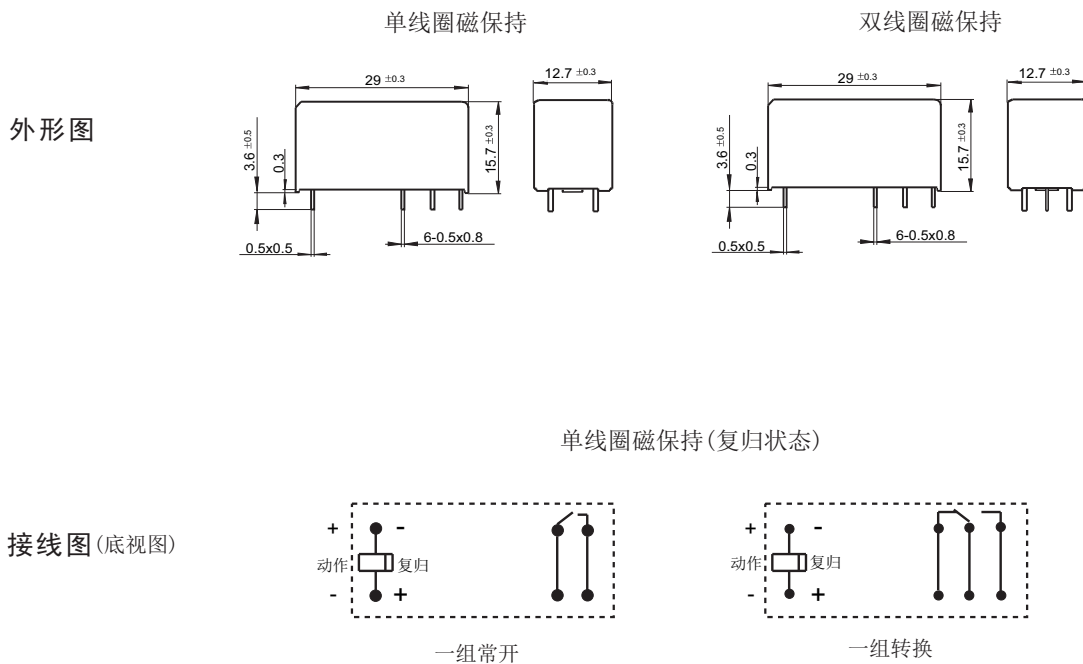 单线圈磁保持
双线圈磁保持
外形图
29 ±0.3
12.7 ±0.3
3.6 ±0.5
0.3
15.7 ±0.3
0.5x0.5
6-0.5x0.8
29 ±0.3
12.7 ±0.3
3.6 ±0.5
0.3
15.7 ±0.3
0.5x0.5
6-0.5x0.8
单线圈磁保持(复归状态)
接线图(底视图)
+ -
动作 复归
- +
一组常开
+ -
动作 复归
- +
一组转换